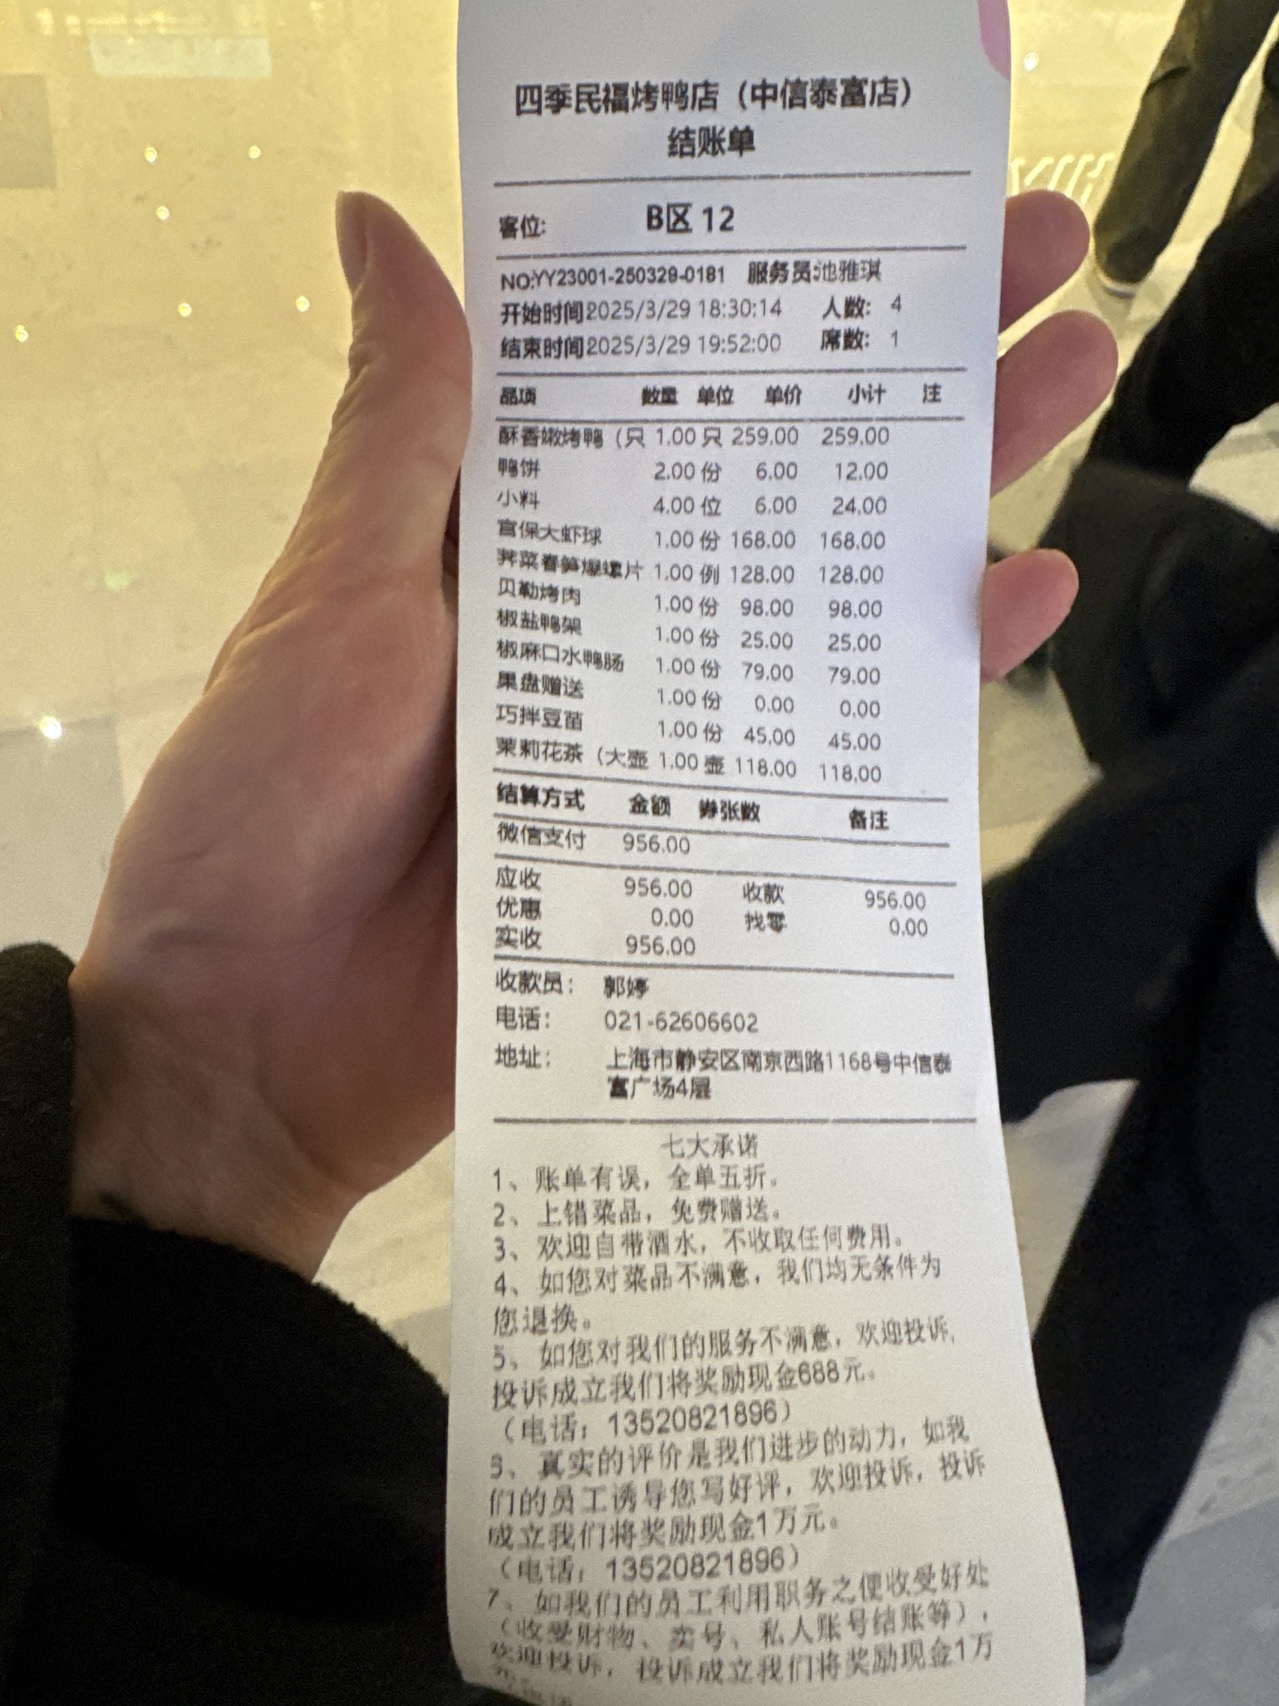 四季民福烤鸭店（中信泰富店）
结账单
客位: B区 12
NO:YY23001-250329-0181 服务员:池雅琪
开始时间2025/3/29 18:30:14 人数: 4
结束时间2025/3/29 19:52:00 席数: 1
品项 数量 单位 单价 小计 注
酥香嫩烤鸭（只 1.00 只 259.00 259.00
鸭饼 2.00 份 6.00 12.00
小料 4.00 位 6.00 24.00
宫保大虾球 1.00 份 168.00 168.00
荠菜春笋爆螺片 1.00 例 128.00 128.00
贝勒烤肉 1.00 份 98.00 98.00
椒盐鸭架 1.00 份 25.00 25.00
椒麻口水鸭肠 1.00 份 79.00 79.00
果盘赠送 1.00 份 0.00 0.00
巧拌豆苗 1.00 份 45.00 45.00
茉莉花茶（大壶 1.00 壶 118.00 118.00
结算方式 金额 券张数 备注
微信支付 956.00
应收 956.00 收款 956.00
优惠 0.00 找零 0.00
实收 956.00
收款员: 郭婷
电话: 021-62606602
地址: 上海市静安区南京西路1168号中信泰
富广场4层
七大承诺
1、账单有误，全单五折。
2、上错菜品，免费赠送。
3、欢迎自带酒水，不收取任何费用。
4、如您对菜品不满意，我们均无条件为
您退换。
5、如您对我们的服务不满意，欢迎投诉，
投诉成立我们将奖励现金688元。
（电话：13520821896）
6、真实的评价是我们进步的动力，如我
们的员工诱导您写好评，欢迎投诉，投诉
成立我们将奖励现金1万元。
（电话：13520821896）
7、如我们的员工利用职务之便收受好处
（收受财物、卖号、私人账号结账等），
欢迎投诉，投诉成立我们将奖励现金1万